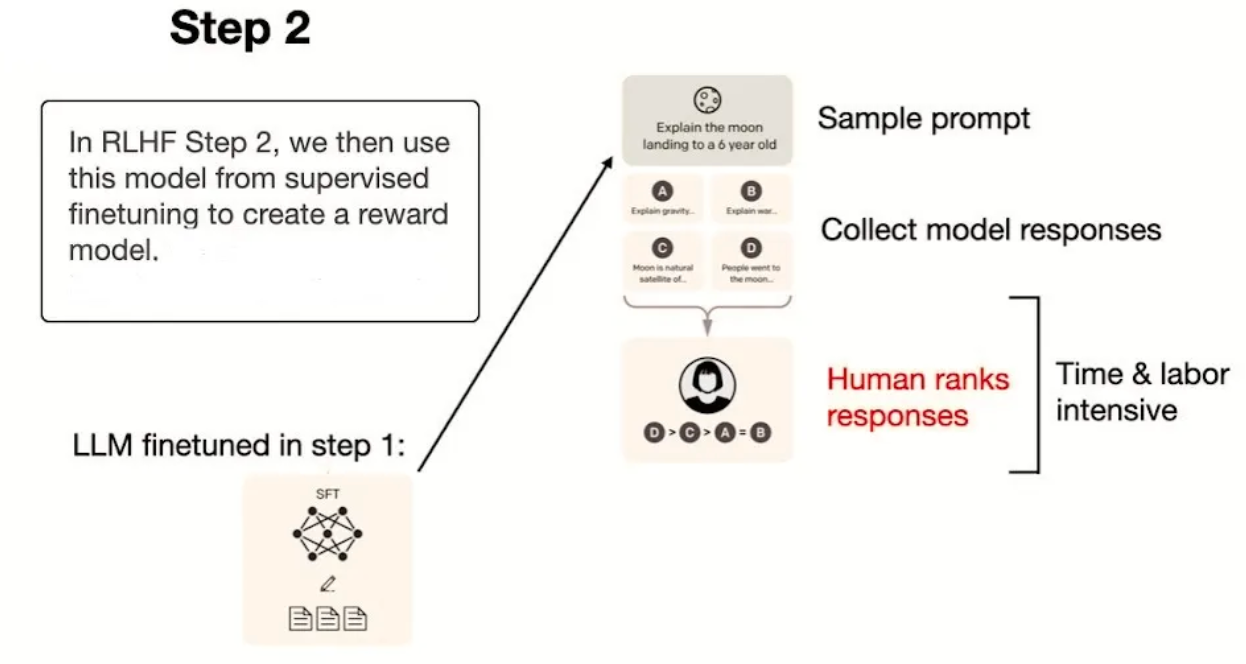 Step 2
In RLHF Step 2, we then use
this model from supervised
finetuning to create a reward
model.
LLM finetuned in step 1:
SFT
Explain the moon
landing to a 6 year old
Sample prompt
A
Explain gravity...
B
Explain war...
C
Moon is natural
satellite of...
D
People went to
the moon...
Collect model responses
D > C > A = B
Human ranks
responses
Time & labor
intensive